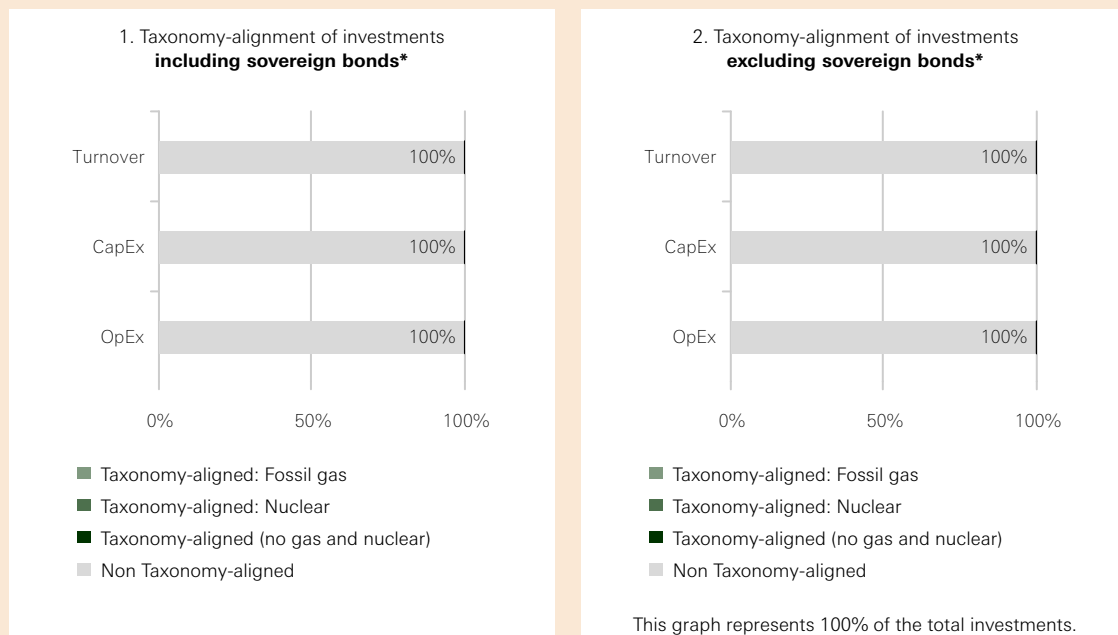 1. Taxonomy-alignment of investments
including sovereign bonds*
Turnover
100%
CapEx
100%
OpEx
100%
0%
50%
100%
Taxonomy-aligned: Fossil gas
Taxonomy-aligned: Nuclear
Taxonomy-aligned (no gas and nuclear)
Non Taxonomy-aligned
2. Taxonomy-alignment of investments
excluding sovereign bonds*
Turnover
100%
CapEx
100%
OpEx
100%
0%
50%
100%
Taxonomy-aligned: Fossil gas
Taxonomy-aligned: Nuclear
Taxonomy-aligned (no gas and nuclear)
Non Taxonomy-aligned
This graph represents 100% of the total investments.